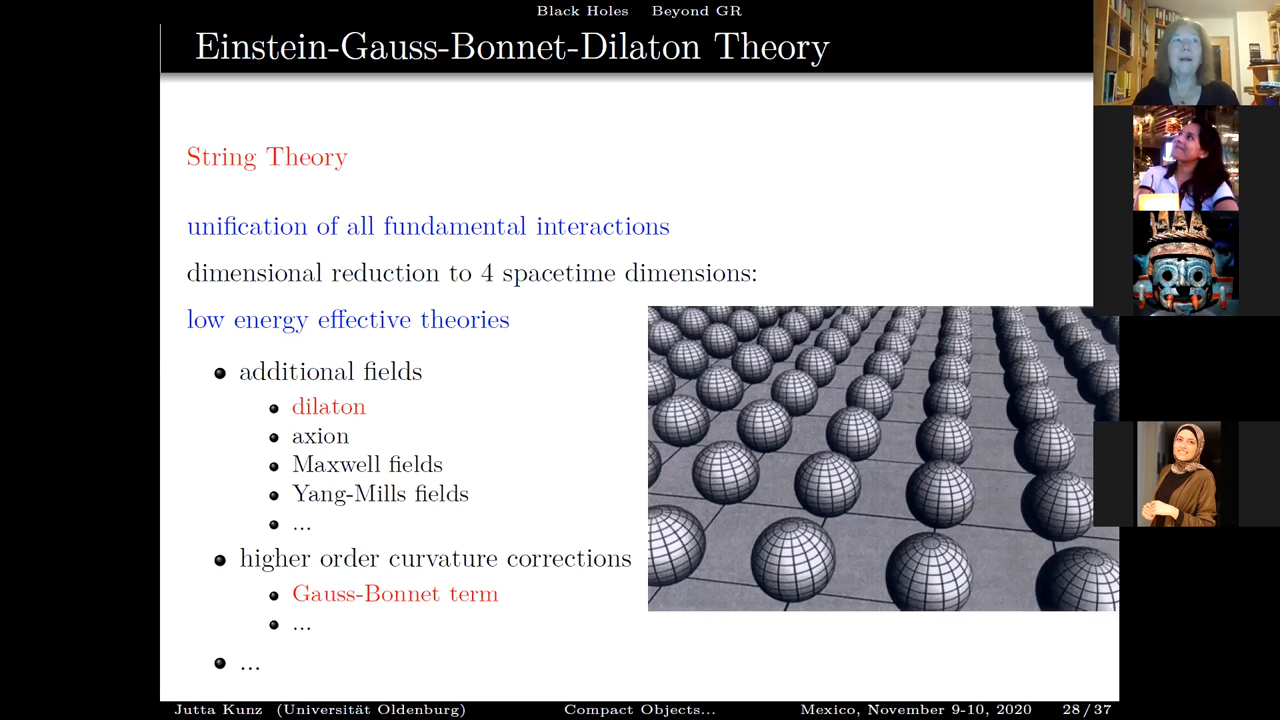 Black Holes Beyond GR
Einstein-Gauss-Bonnet-Dilaton Theory
String Theory
unification of all fundamental interactions
dimensional reduction to 4 spacetime dimensions:
low energy effective theories
additional fields
dilaton
axion
Maxwell fields
Yang-Mills fields
...
higher order curvature corrections
Gauss-Bonnet term
...
...
Jutta Kunz (Universität Oldenburg) Compact Objects... Mexico, November 9-10, 2020 28/37